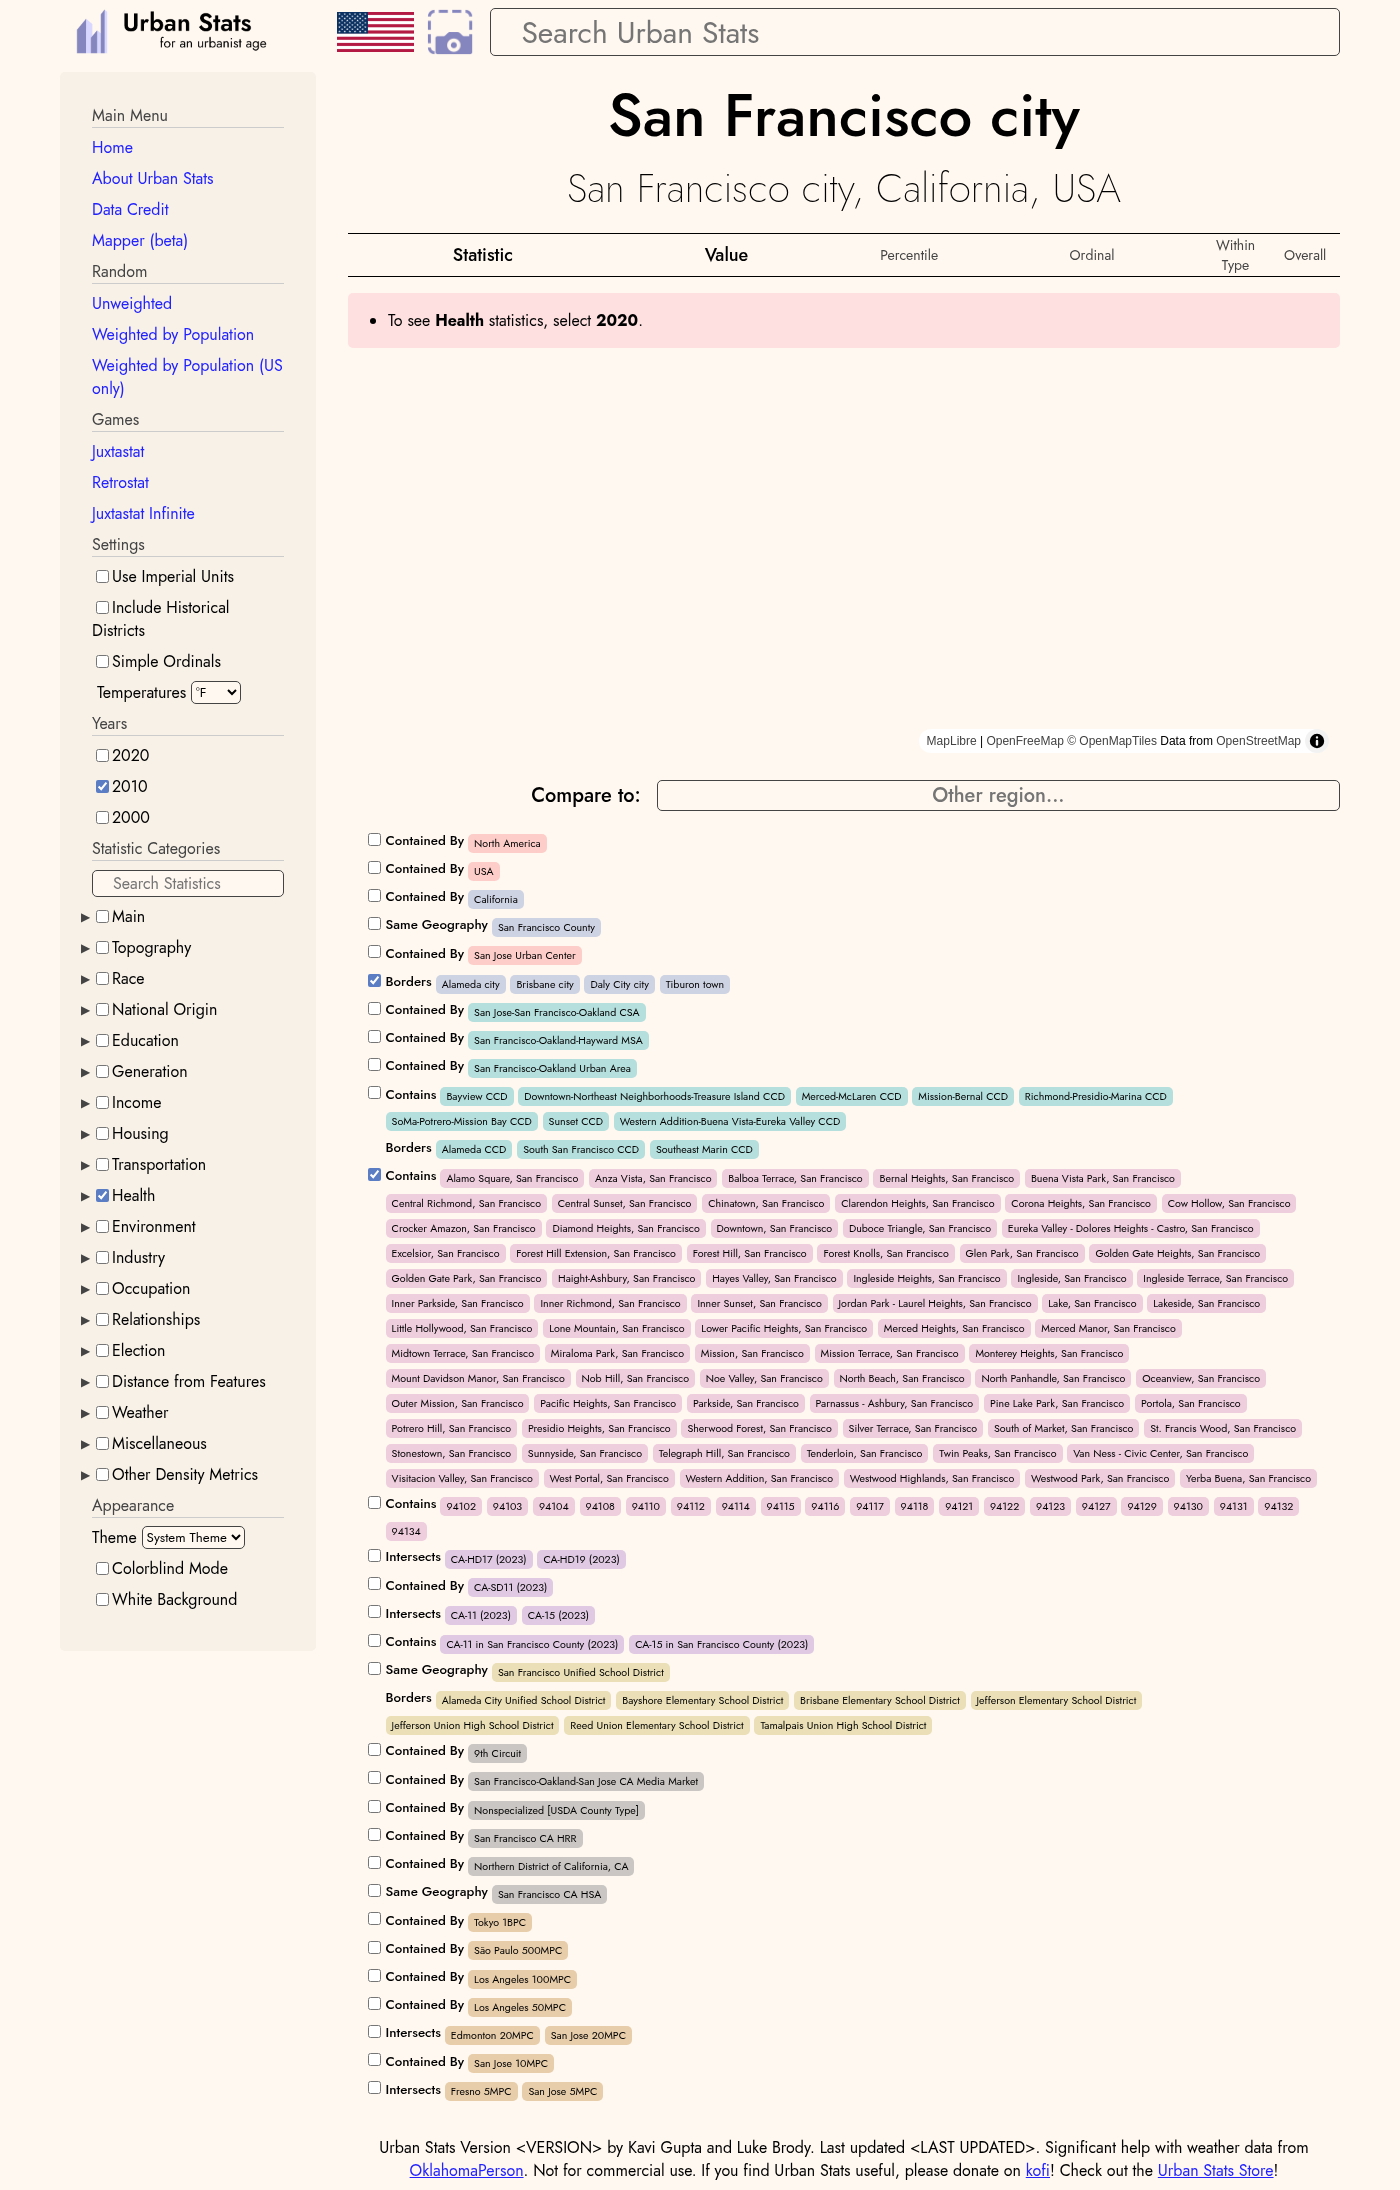 Urban Stats
for an urbanist age
Search Urban Stats
Main Menu
Home
About Urban Stats
Data Credit
Mapper (beta)
Random
Unweighted
Weighted by Population
Weighted by Population (US
only)
Games
Juxtastat
Retrostat
Juxtastat Infinite
Settings
Use Imperial Units
Include Historical
Districts
Simple Ordinals
Temperatures °F
Years
2020
2010
2000
Statistic Categories
Search Statistics
Main
Topography
Race
National Origin
Education
Generation
Income
Housing
Transportation
Health
Environment
Industry
Occupation
Relationships
Election
Distance from Features
Weather
Miscellaneous
Other Density Metrics
Appearance
Theme System Theme
Colorblind Mode
White Background
San Francisco city
San Francisco city, California, USA
Statistic Value Percentile Ordinal Within Type Overall
• To see Health statistics, select 2020.
MapLibre | OpenFreeMap © OpenMapTiles Data from OpenStreetMap
Compare to: Other region...
Contained By North America
Contained By USA
Contained By California
Same Geography San Francisco County
Contained By San Jose Urban Center
Borders Alameda city Brisbane city Daly City city Tiburon town
Contained By San Jose-San Francisco-Oakland CSA
Contained By San Francisco-Oakland-Hayward MSA
Contained By San Francisco-Oakland Urban Area
Contains Bayview CCD Downtown-Northeast Neighborhoods-Treasure Island CCD Merced-McLaren CCD Mission-Bernal CCD Richmond-Presidio-Marina CCD
SoMa-Potrero-Mission Bay CCD Sunset CCD Western Addition-Buena Vista-Eureka Valley CCD
Borders Alameda CCD South San Francisco CCD Southeast Marin CCD
Contains Alamo Square, San Francisco Anza Vista, San Francisco Balboa Terrace, San Francisco Bernal Heights, San Francisco Buena Vista Park, San Francisco
Central Richmond, San Francisco Central Sunset, San Francisco Chinatown, San Francisco Clarendon Heights, San Francisco Corona Heights, San Francisco Cow Hollow, San Francisco
Crocker Amazon, San Francisco Diamond Heights, San Francisco Downtown, San Francisco Duboce Triangle, San Francisco Eureka Valley - Dolores Heights - Castro, San Francisco
Excelsior, San Francisco Forest Hill Extension, San Francisco Forest Hill, San Francisco Forest Knolls, San Francisco Glen Park, San Francisco Golden Gate Heights, San Francisco
Golden Gate Park, San Francisco Haight-Ashbury, San Francisco Hayes Valley, San Francisco Ingleside Heights, San Francisco Ingleside, San Francisco Ingleside Terrace, San Francisco
Inner Parkside, San Francisco Inner Richmond, San Francisco Inner Sunset, San Francisco Jordan Park - Laurel Heights, San Francisco Lake, San Francisco Lakeside, San Francisco
Little Hollywood, San Francisco Lone Mountain, San Francisco Lower Pacific Heights, San Francisco Merced Heights, San Francisco Merced Manor, San Francisco
Midtown Terrace, San Francisco Miraloma Park, San Francisco Mission, San Francisco Mission Terrace, San Francisco Monterey Heights, San Francisco
Mount Davidson Manor, San Francisco Nob Hill, San Francisco Noe Valley, San Francisco North Beach, San Francisco North Panhandle, San Francisco Oceanview, San Francisco
Outer Mission, San Francisco Pacific Heights, San Francisco Parkside, San Francisco Parnassus - Ashbury, San Francisco Pine Lake Park, San Francisco Portola, San Francisco
Potrero Hill, San Francisco Presidio Heights, San Francisco Sherwood Forest, San Francisco Silver Terrace, San Francisco South of Market, San Francisco St. Francis Wood, San Francisco
Stonestown, San Francisco Sunnyside, San Francisco Telegraph Hill, San Francisco Tenderloin, San Francisco Twin Peaks, San Francisco Van Ness - Civic Center, San Francisco
Visitacion Valley, San Francisco West Portal, San Francisco Western Addition, San Francisco Westwood Highlands, San Francisco Westwood Park, San Francisco Yerba Buena, San Francisco
Contains 94102 94103 94104 94108 94110 94112 94114 94115 94116 94117 94118 94121 94122 94123 94127 94129 94130 94131 94132
94134
Intersects CA-HD17 (2023) CA-HD19 (2023)
Contained By CA-SD11 (2023)
Intersects CA-11 (2023) CA-15 (2023)
Contains CA-11 in San Francisco County (2023) CA-15 in San Francisco County (2023)
Same Geography San Francisco Unified School District
Borders Alameda City Unified School District Bayshore Elementary School District Brisbane Elementary School District Jefferson Elementary School District
Jefferson Union High School District Reed Union Elementary School District Tamalpais Union High School District
Contained By 9th Circuit
Contained By San Francisco-Oakland-San Jose CA Media Market
Contained By Nonspecialized [USDA County Type]
Contained By San Francisco CA HRR
Contained By Northern District of California, CA
Same Geography San Francisco CA HSA
Contained By Tokyo 1BPC
Contained By São Paulo 500MPC
Contained By Los Angeles 100MPC
Contained By Los Angeles 50MPC
Intersects Edmonton 20MPC San Jose 20MPC
Contained By San Jose 10MPC
Intersects Fresno 5MPC San Jose 5MPC
Urban Stats Version <VERSION> by Kavi Gupta and Luke Brody. Last updated <LAST UPDATED>. Significant help with weather data from
OklahomaPerson. Not for commercial use. If you find Urban Stats useful, please donate on kofi! Check out the Urban Stats Store!